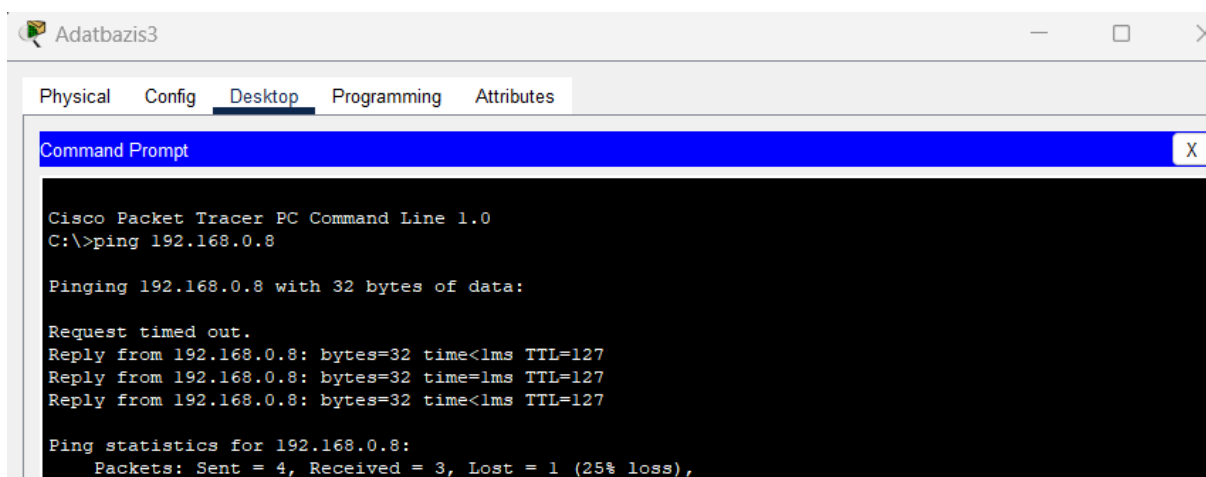 Adatbazis3
Physical Config Desktop Programming Attributes
Command Prompt
X
Cisco Packet Tracer PC Command Line 1.0
C:\>ping 192.168.0.8
Pinging 192.168.0.8 with 32 bytes of data:
Request timed out.
Reply from 192.168.0.8: bytes=32 time<1ms TTL=127
Reply from 192.168.0.8: bytes=32 time=1ms TTL=127
Reply from 192.168.0.8: bytes=32 time<1ms TTL=127
Ping statistics for 192.168.0.8:
Packets: Sent = 4, Received = 3, Lost = 1 (25% loss),